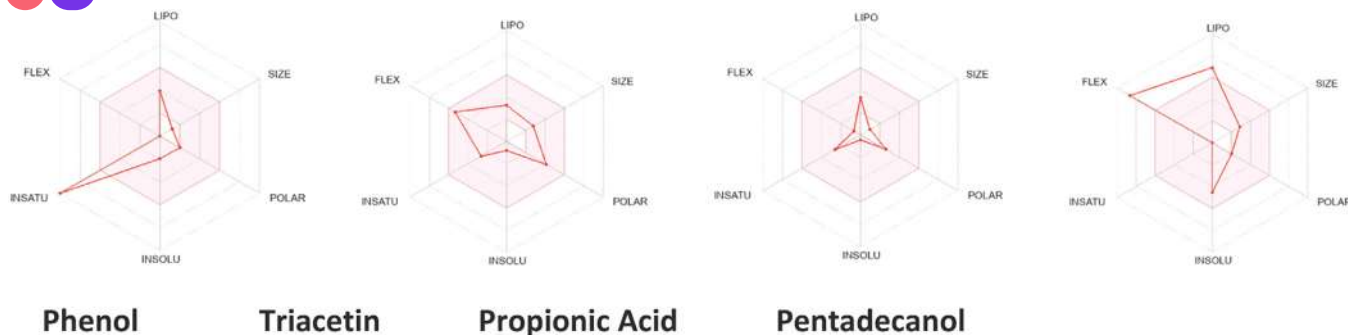 LIPO LIPO LIPO LIPO
FLEX SIZE FLEX SIZE FLEX SIZE FLEX SIZE
INSATU POLAR INSATU POLAR INSATU POLAR INSATU POLAR
INSOLU INSOLU INSOLU INSOLU
Phenol Triacetin Propionic Acid Pentadecanol